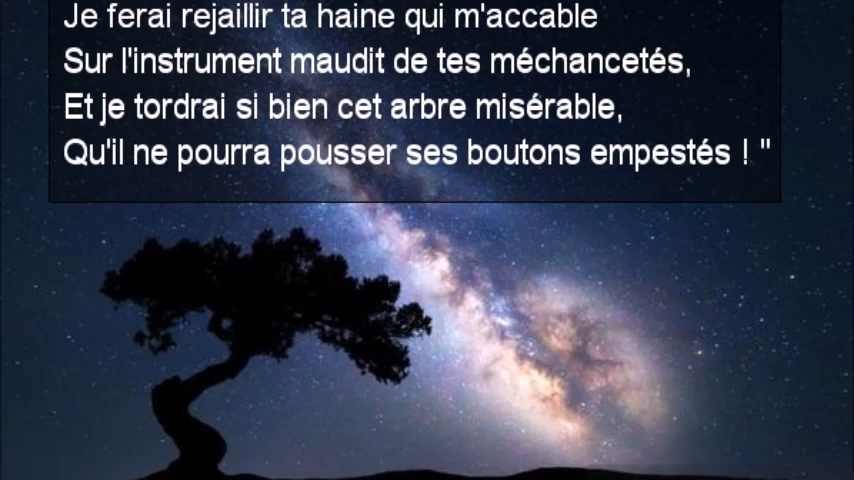 Je ferai rejaillir ta haine qui m'accable
Sur l'instrument maudit de tes méchancetés,
Et je tordrai si bien cet arbre misérable,
Qu'il ne pourra pousser ses boutons empestés ! "